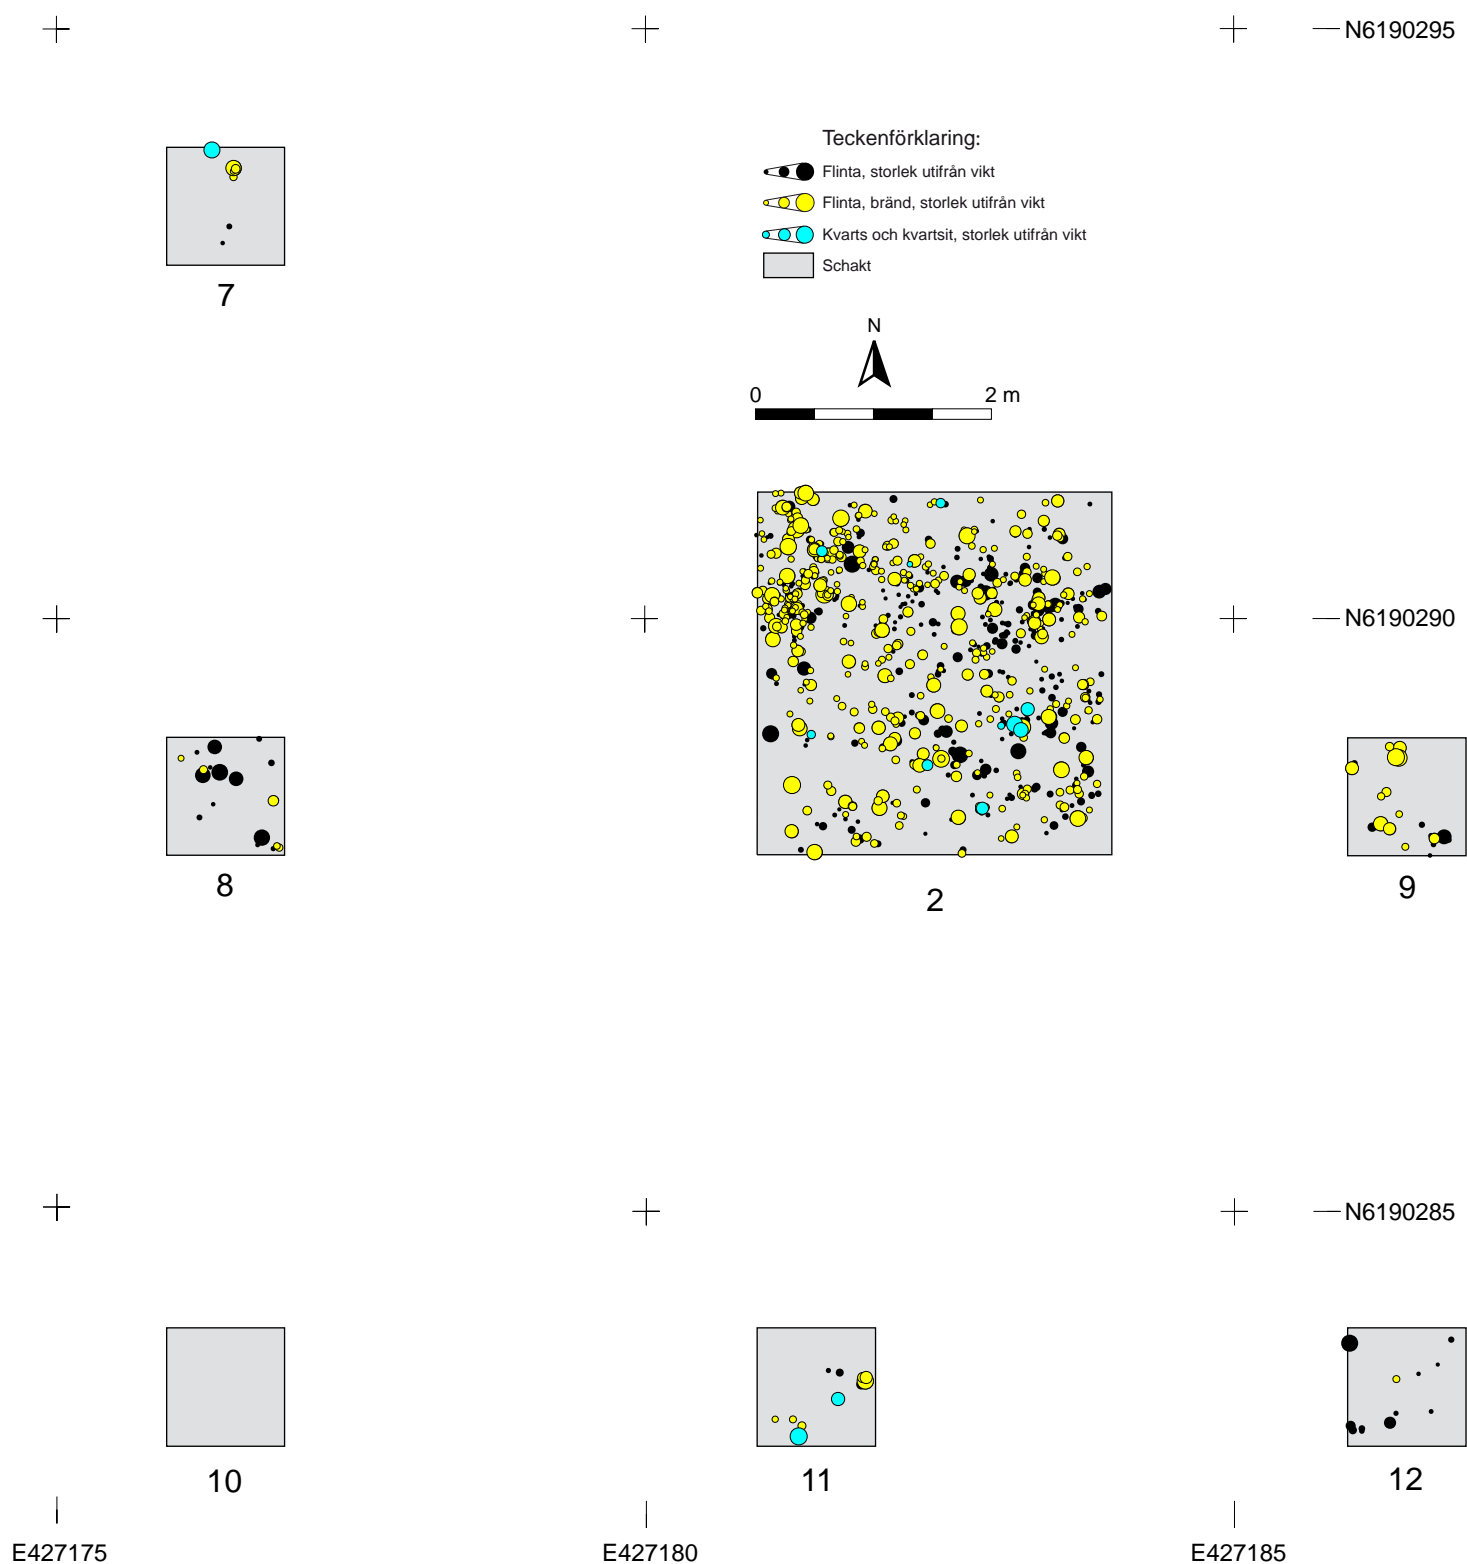 N6190295
Teckenförklaring:
Flinta, storlek utifrån vikt
Flinta, bränd, storlek utifrån vikt
Kvarts och kvartsit, storlek utifrån vikt
Schakt
7
N
0 2 m
N6190290
8
2
9
N6190285
10
11
12
E427175
E427180
E427185